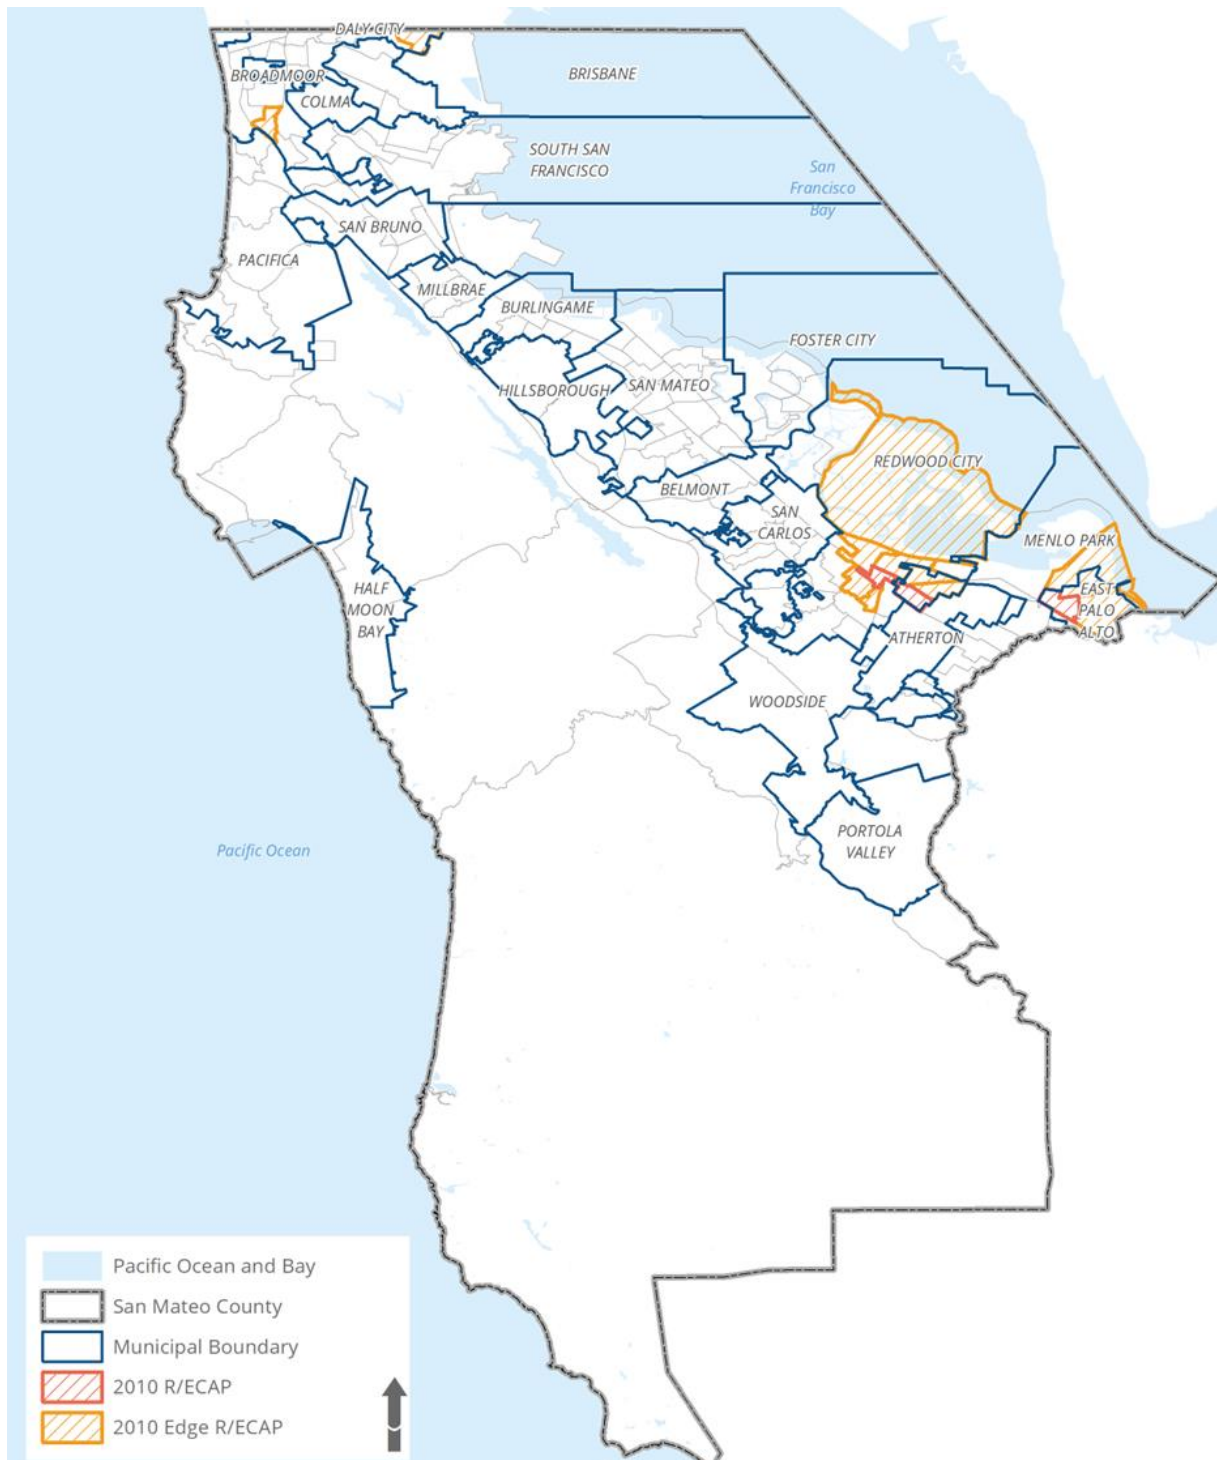 DALY CITY
BRISBANE
BROADMOOR
COLMA
SOUTH SAN
FRANCISCO
San
Francisco
Bay
SAN BRUNO
PACIFICA
MILLBRAE
BURLINGAME
FOSTER CITY
HILLSBOROUGH
SAN MATEO
REDWOOD CITY
BELMONT
SAN
CARLOS
MENLO PARK
HALF
MOON
BAY
EAST
PALO
ALTO
ATHERTON
WOODSIDE
PORTOLA
VALLEY
Pacific Ocean
Pacific Ocean and Bay
San Mateo County
Municipal Boundary
2010 R/ECAP
2010 Edge R/ECAP